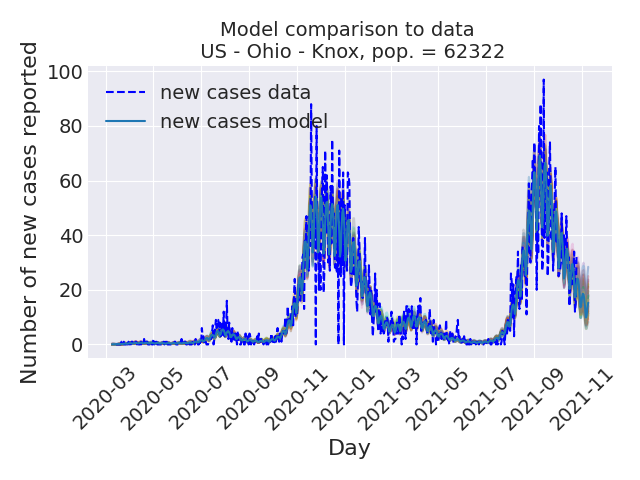 Model comparison to data
US - Ohio - Knox, pop. = 62322
Number of new cases reported
100
80
60
40
20
0
new cases data
new cases model
2020-03
2020-05
2020-07
2020-09
2020-11
2021-01
2021-03
2021-05
2021-07
2021-09
2021-11
Day